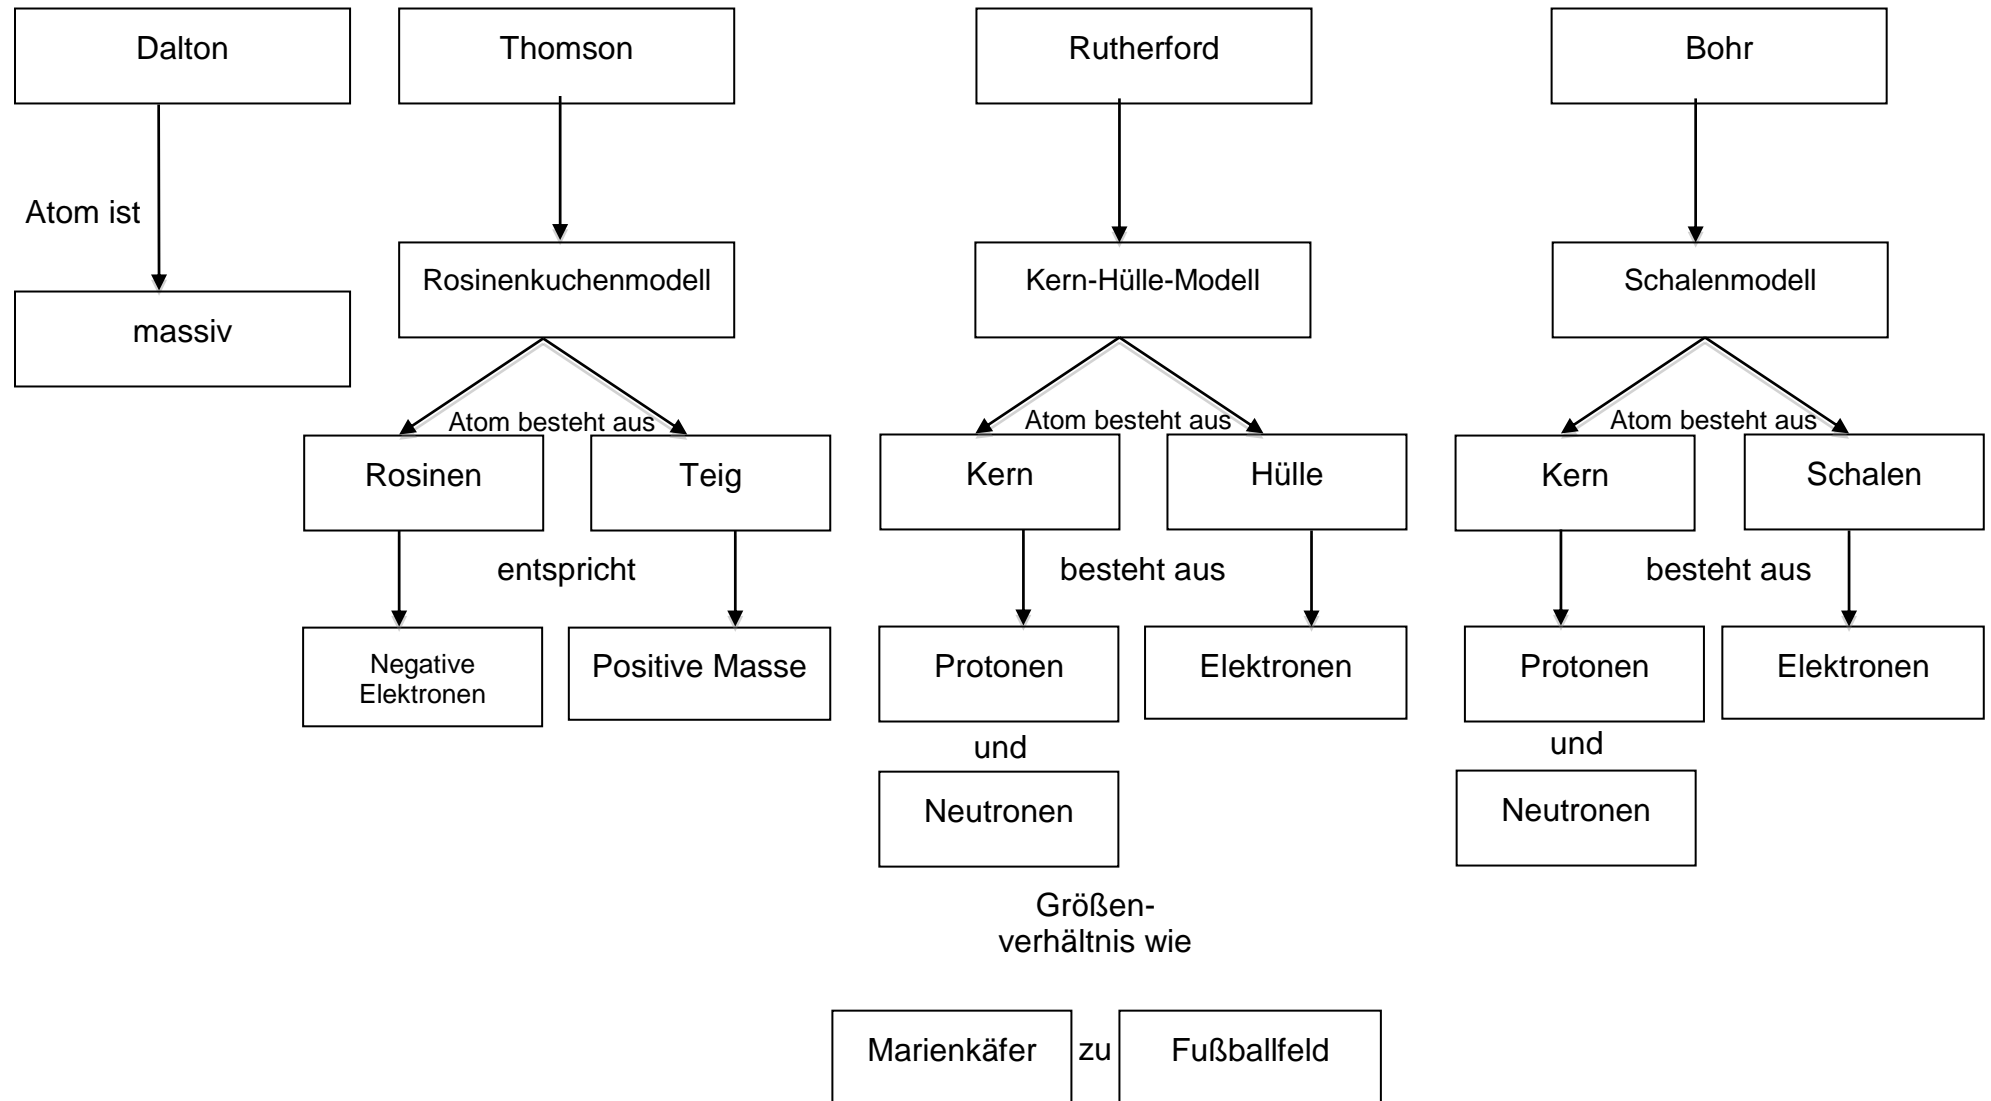 Dalton
Thomson
Rutherford
Bohr
Atom ist
massiv
Rosinenkuchenmodell
Kern-Hülle-Modell
Schalenmodell
Atom besteht aus
Atom besteht aus
Atom besteht aus
Rosinen
Teig
Kern
Hülle
Kern
Schalen
entspricht
besteht aus
besteht aus
Negative
Elektronen
Positive Masse
Protonen
Elektronen
Protonen
Elektronen
und
und
Neutronen
Neutronen
Größen-
verhältnis wie
Marienkäfer
zu
Fußballfeld